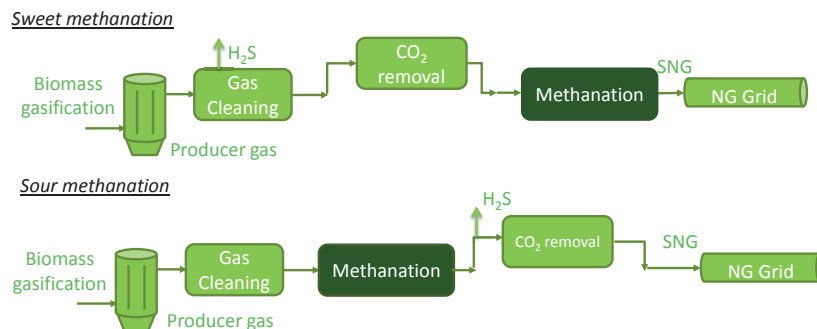 Sweet methanation
H₂S
CO₂
removal
SNG
Biomass
gasification
Gas
Cleaning
Methanation
NG Grid
Producer gas
Sour methanation
H₂S
Biomass
gasification
Gas
Cleaning
Methanation
CO₂ removal
SNG
NG Grid
Producer gas